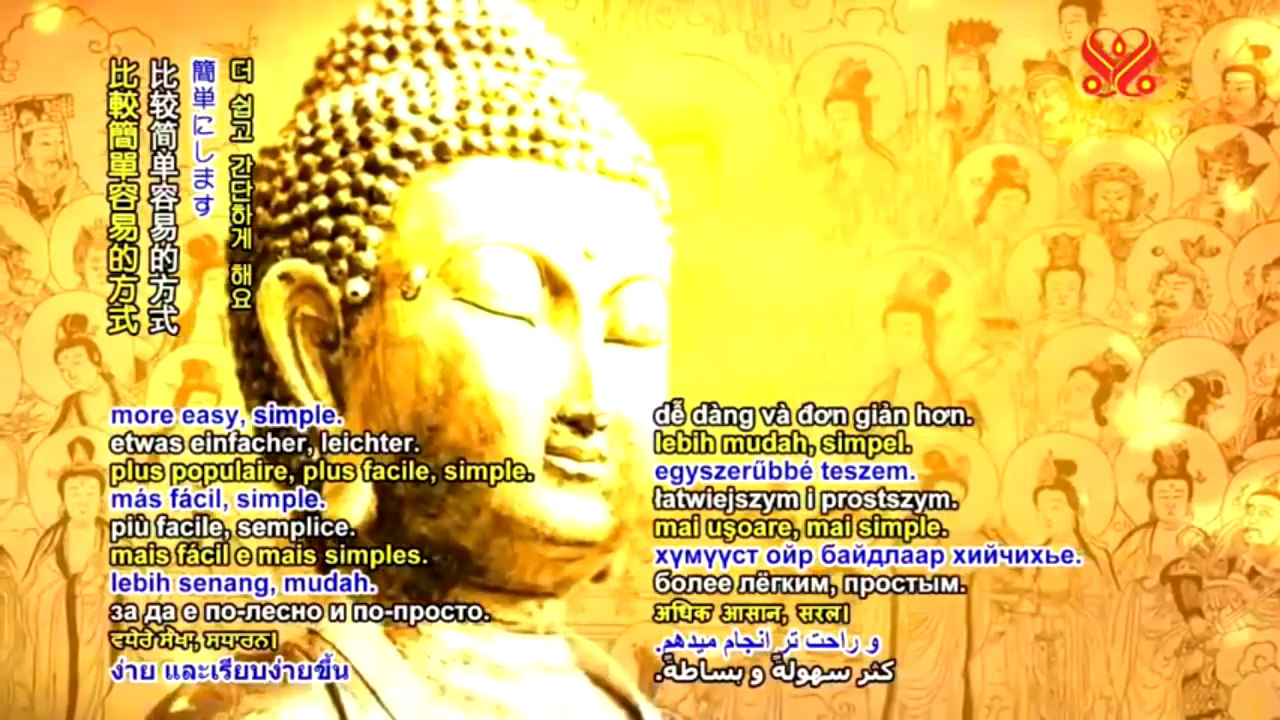 더 쉽고 간단하게 해요
簡単にします
比较简单容易的方式
比較簡單容易的方式
more easy, simple.
etwas einfacher, leichter.
plus populaire, plus facile, simple.
más fácil, simple.
più facile, semplice.
mais fácil e mais simples.
lebih senang, mudah.
за да е по-лесно и по-просто.
ਵਧੇਰੇ ਸੌਖਾ, ਸਧਾਰਨ।
ง่าย และเรียบง่ายขึ้น
dễ dàng và đơn giản hơn.
lebih mudah, simpel.
egyszerűbbé teszem.
łatwiejszym i prostszym.
mai uşoare, mai simple.
хүмүүст ойр байдлаар хийчихье.
более лёгким, простым.
अधिक आसान, सरल।
و راحت تر انجام میدهم.
كثر سهولةً و بساطةً.